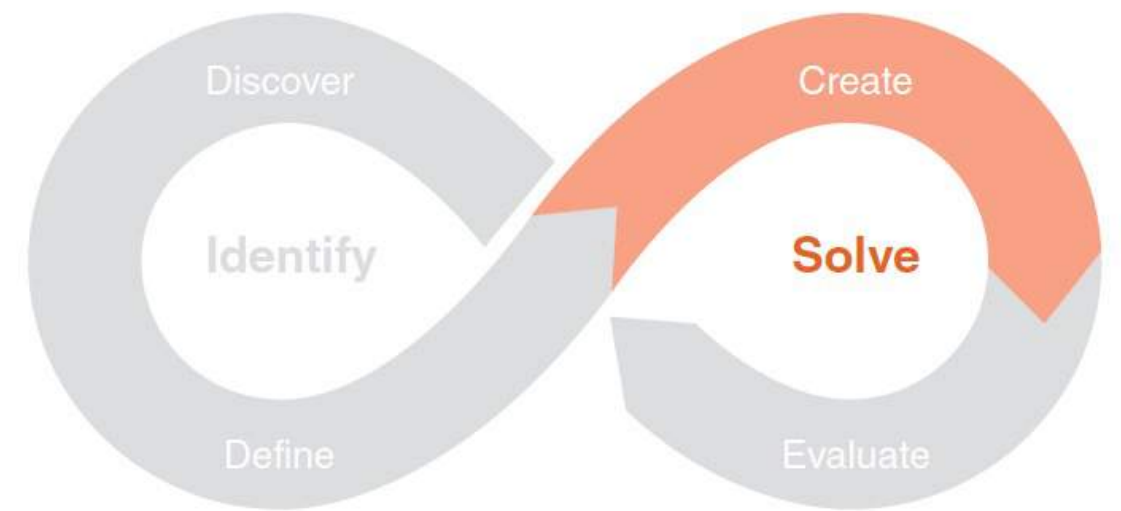 Discover
Create
Identify
Solve
Define
Evaluate